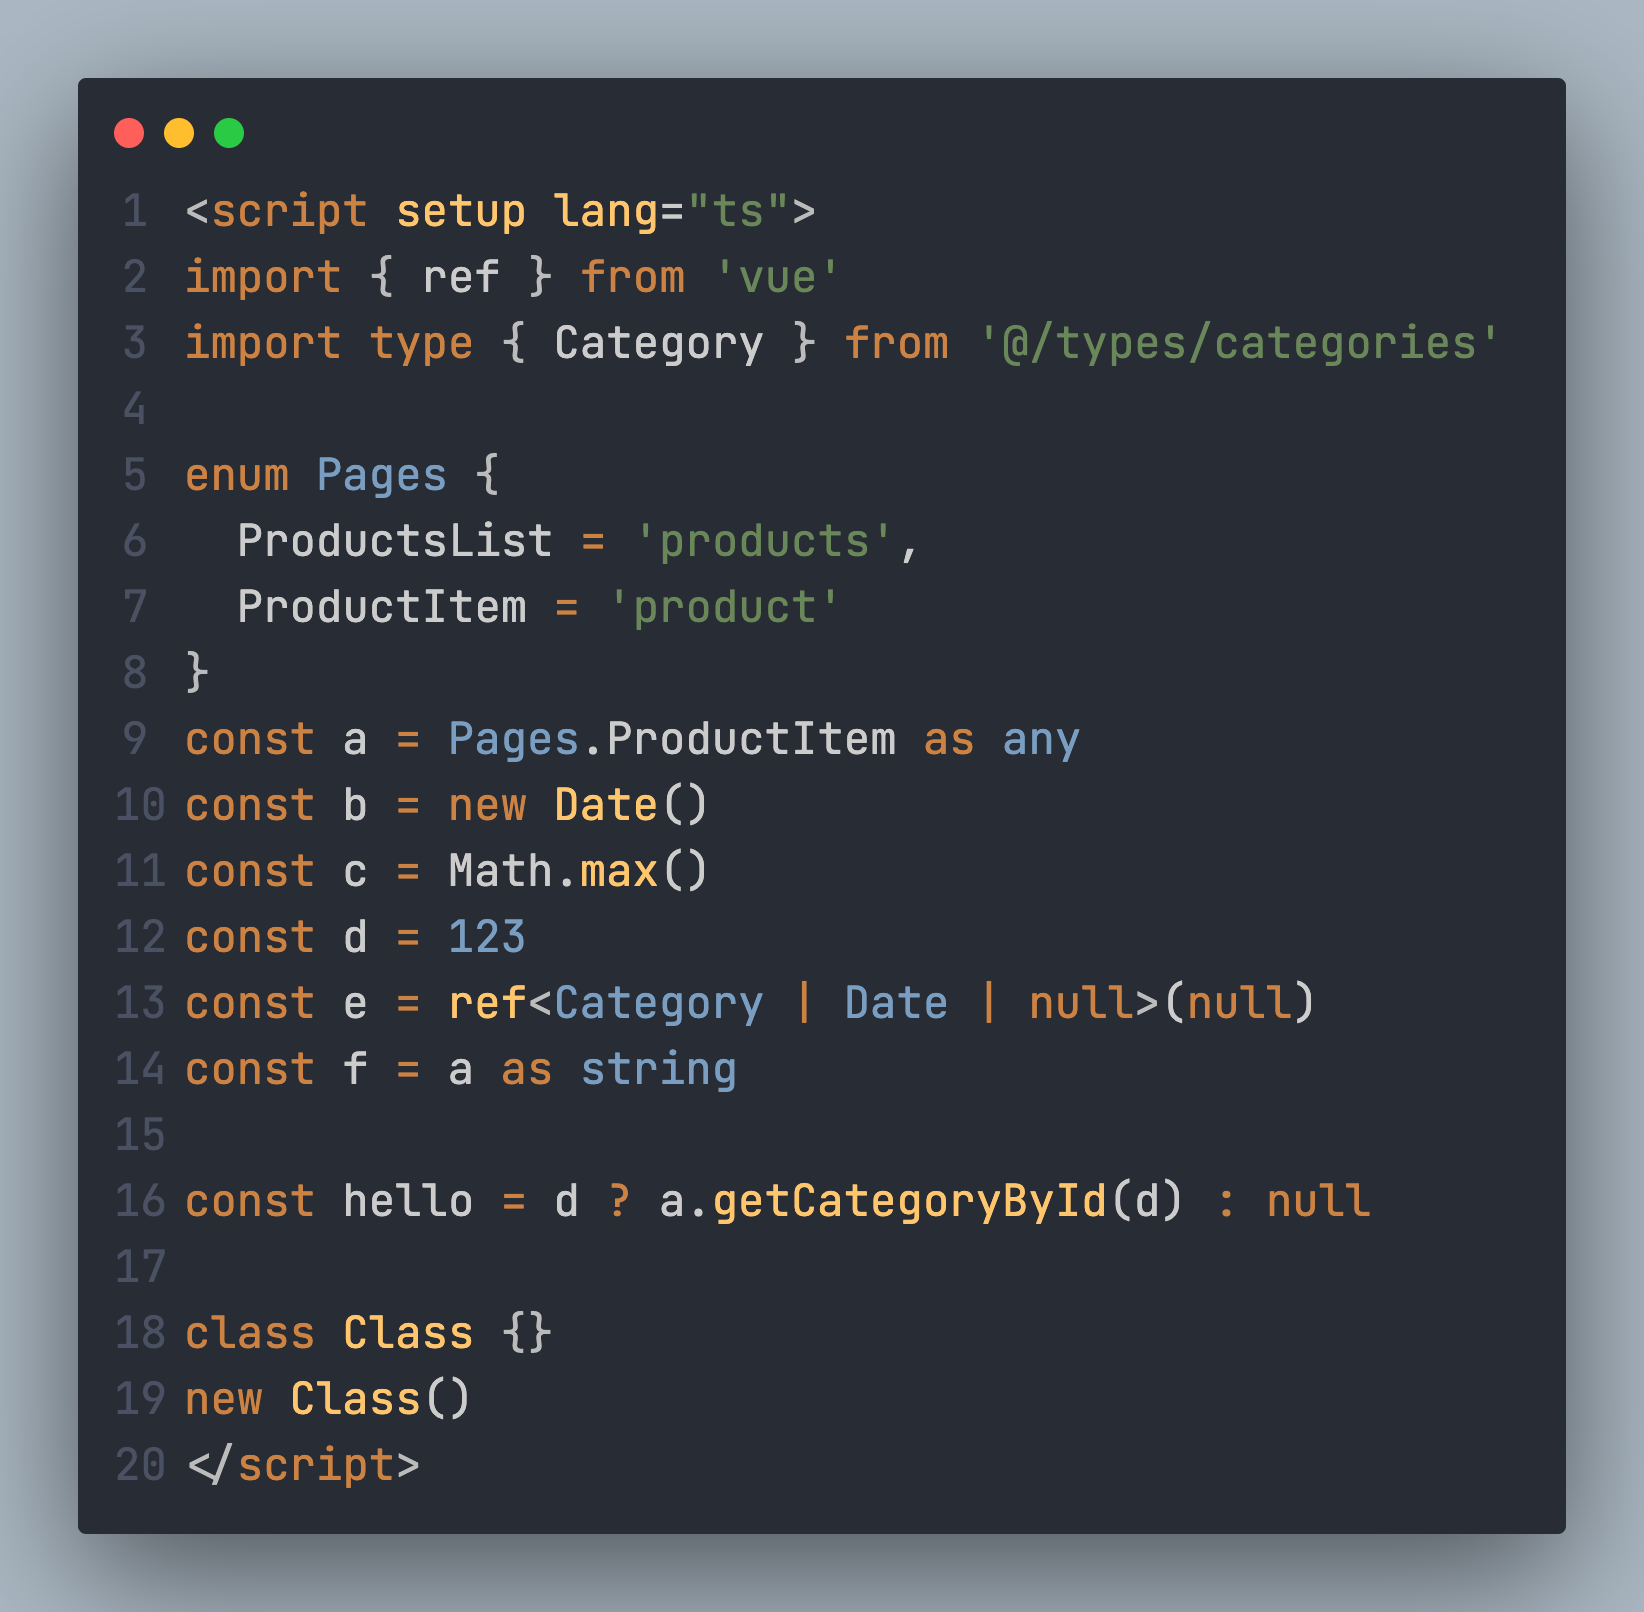 1 <script setup lang="ts">
2 import { ref } from 'vue'
3 import type { Category } from '@/types/categories'
4
5 enum Pages {
6   ProductsList = 'products',
7   ProductItem = 'product'
8 }
9 const a = Pages.ProductItem as any
10 const b = new Date()
11 const c = Math.max()
12 const d = 123
13 const e = ref<Category | Date | null>(null)
14 const f = a as string
15
16 const hello = d ? a.getCategoryById(d) : null
17
18 class Class {}
19 new Class()
20 </script>